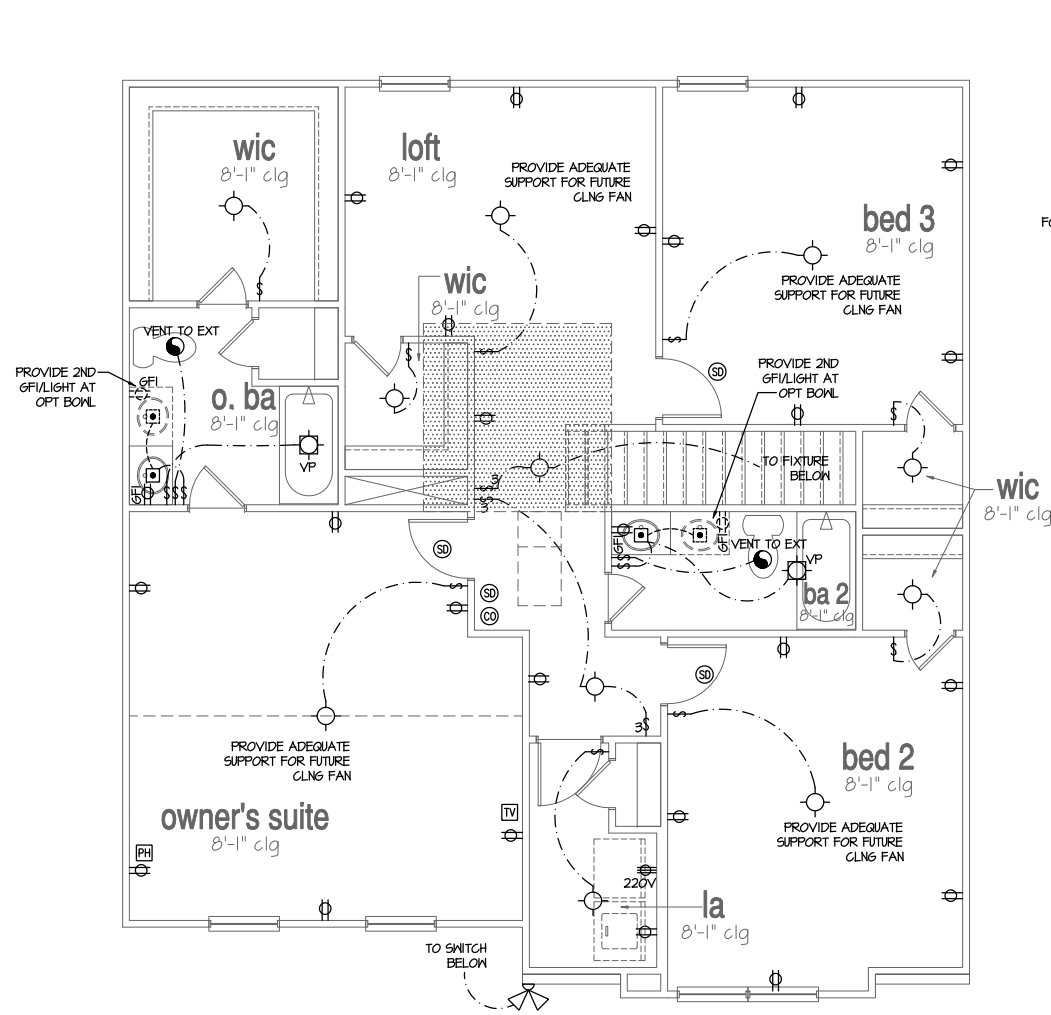 wic
8'-1" clg
loft
8'-1" clg
PROVIDE ADEQUATE
SUPPORT FOR FUTURE
CLNG FAN
bed 3
8'-1" clg
PROVIDE ADEQUATE
SUPPORT FOR FUTURE
CLNG FAN
wic
8'-1" clg
$
$
$
$
VENT TO EXT
PROVIDE 2ND
GFI/LIGHT AT
OPT BOWL
GFI
o. ba
8'-1" clg
VP
GFI
$$$
PROVIDE 2ND
GFI/LIGHT AT
OPT BOWL
SD
$
TO FIXTURE
BELOW
3$
$
3
wic
8'-1" clg
SD
SD
CO
$
GFI
GFI
$
$
VENT TO EXT
VP
ba 2
8'-1" clg
$
SD
$
3$
PROVIDE ADEQUATE
SUPPORT FOR FUTURE
CLNG FAN
owner's suite
8'-1" clg
TV
PH
$
bed 2
8'-1" clg
PROVIDE ADEQUATE
SUPPORT FOR FUTURE
CLNG FAN
220V
la
8'-1" clg
TO SWITCH
BELOW